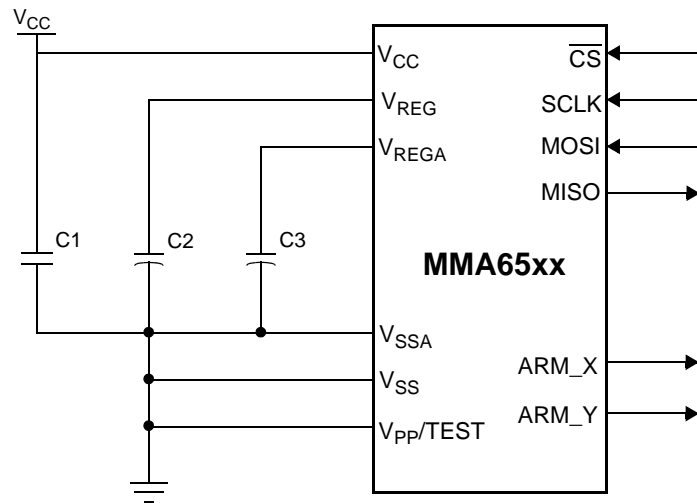 VCC
VCC
CS
VREG
SCLK
VREGA
MOSI
MISO
C1
C2
C3
MMA65xx
VSSA
ARM_X
VSS
ARM_Y
VPP/TEST